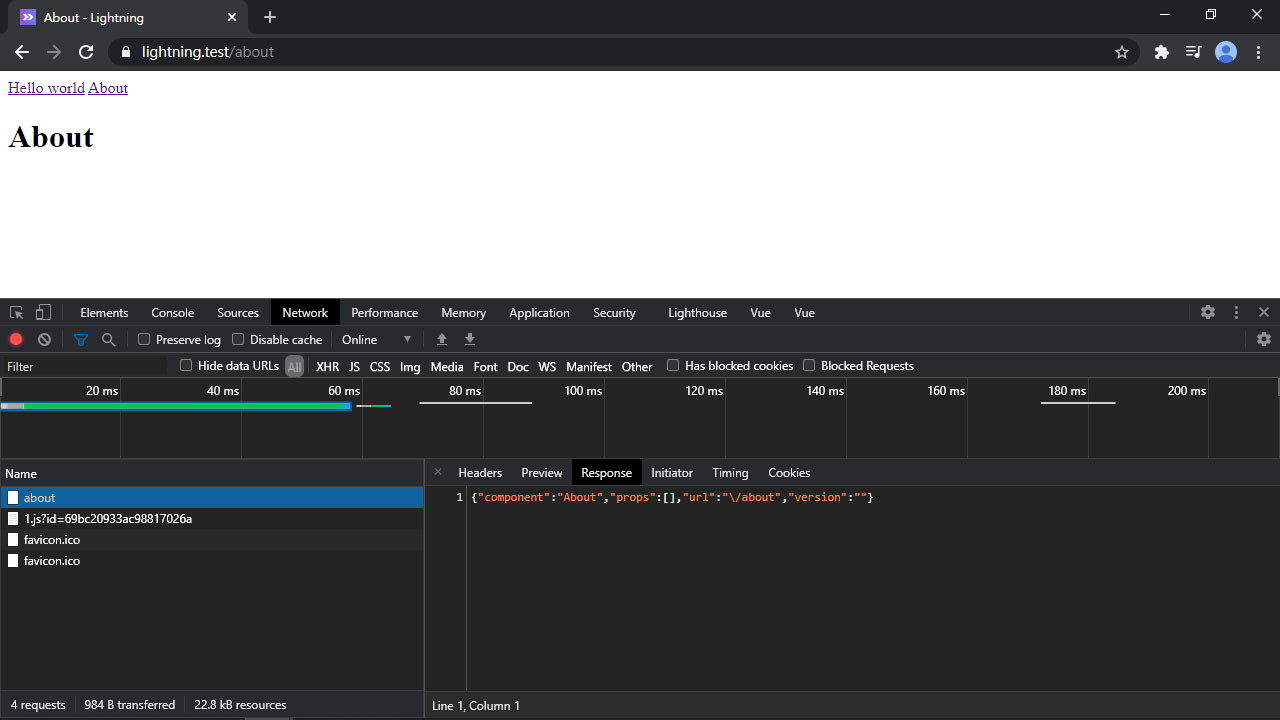 About - Lightning
lightning.test/about
Hello world About
About
Elements Console Sources Network Performance Memory Application Security Lighthouse Vue Vue
Preserve log Disable cache Online
Filter Hide data URLs All XHR JS CSS Img Media Font Doc WS Manifest Other Has blocked cookies Blocked Requests
20 ms 40 ms 60 ms 80 ms 100 ms 120 ms 140 ms 160 ms 180 ms 200 ms
Name
Headers Preview Response Initiator Timing Cookies
about
1 {"component":"About","props":[],"url":"\/about","version":""}
1.js?id=69bc20933ac98817026a
favicon.ico
favicon.ico
4 requests 984 B transferred 22.8 kB resources
Line 1, Column 1